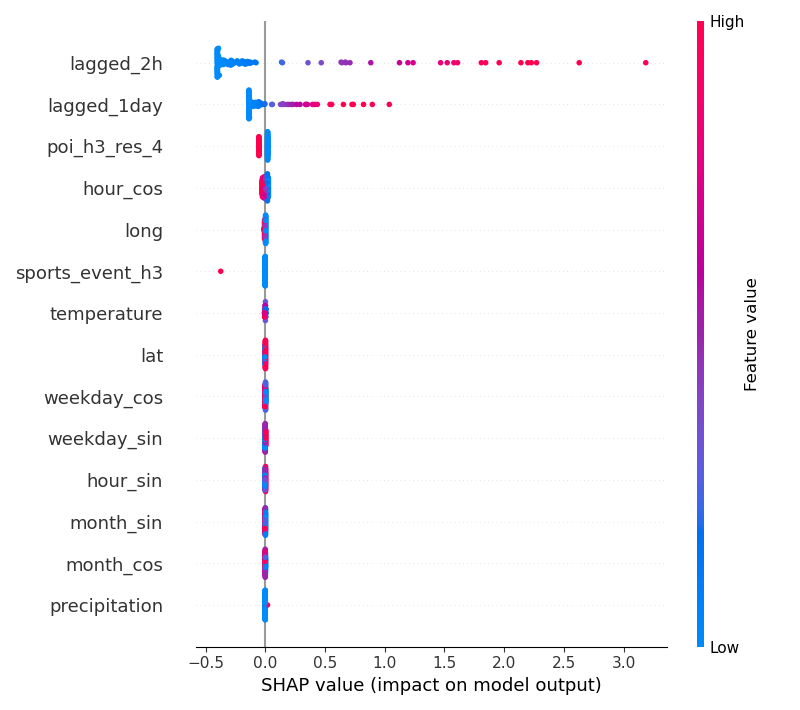 High
lagged_2h
lagged_1day
poi_h3_res_4
hour_cos
long
sports_event_h3
temperature
lat
weekday_cos
weekday_sin
hour_sin
month_sin
month_cos
precipitation
Feature value
Low
−0.5 0.0 0.5 1.0 1.5 2.0 2.5 3.0
SHAP value (impact on model output)